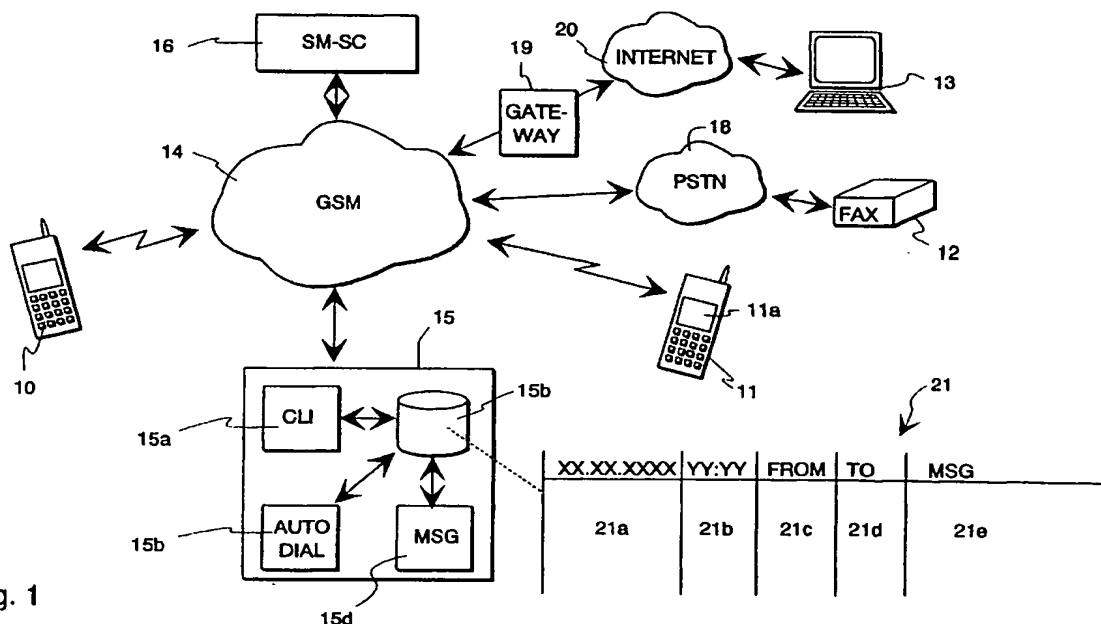 16
SM-SC
20
INTERNET
19
13
GATE-
WAY
14
18
GSM
PSTN
FAX
12
11a
10
15
11
CLI
15b
15a
21
XX.XX.XXXX YY:YY FROM TO MSG
AUTO
DIAL
MSG
21a 21b 21c 21d 21e
15b
15d
g. 1